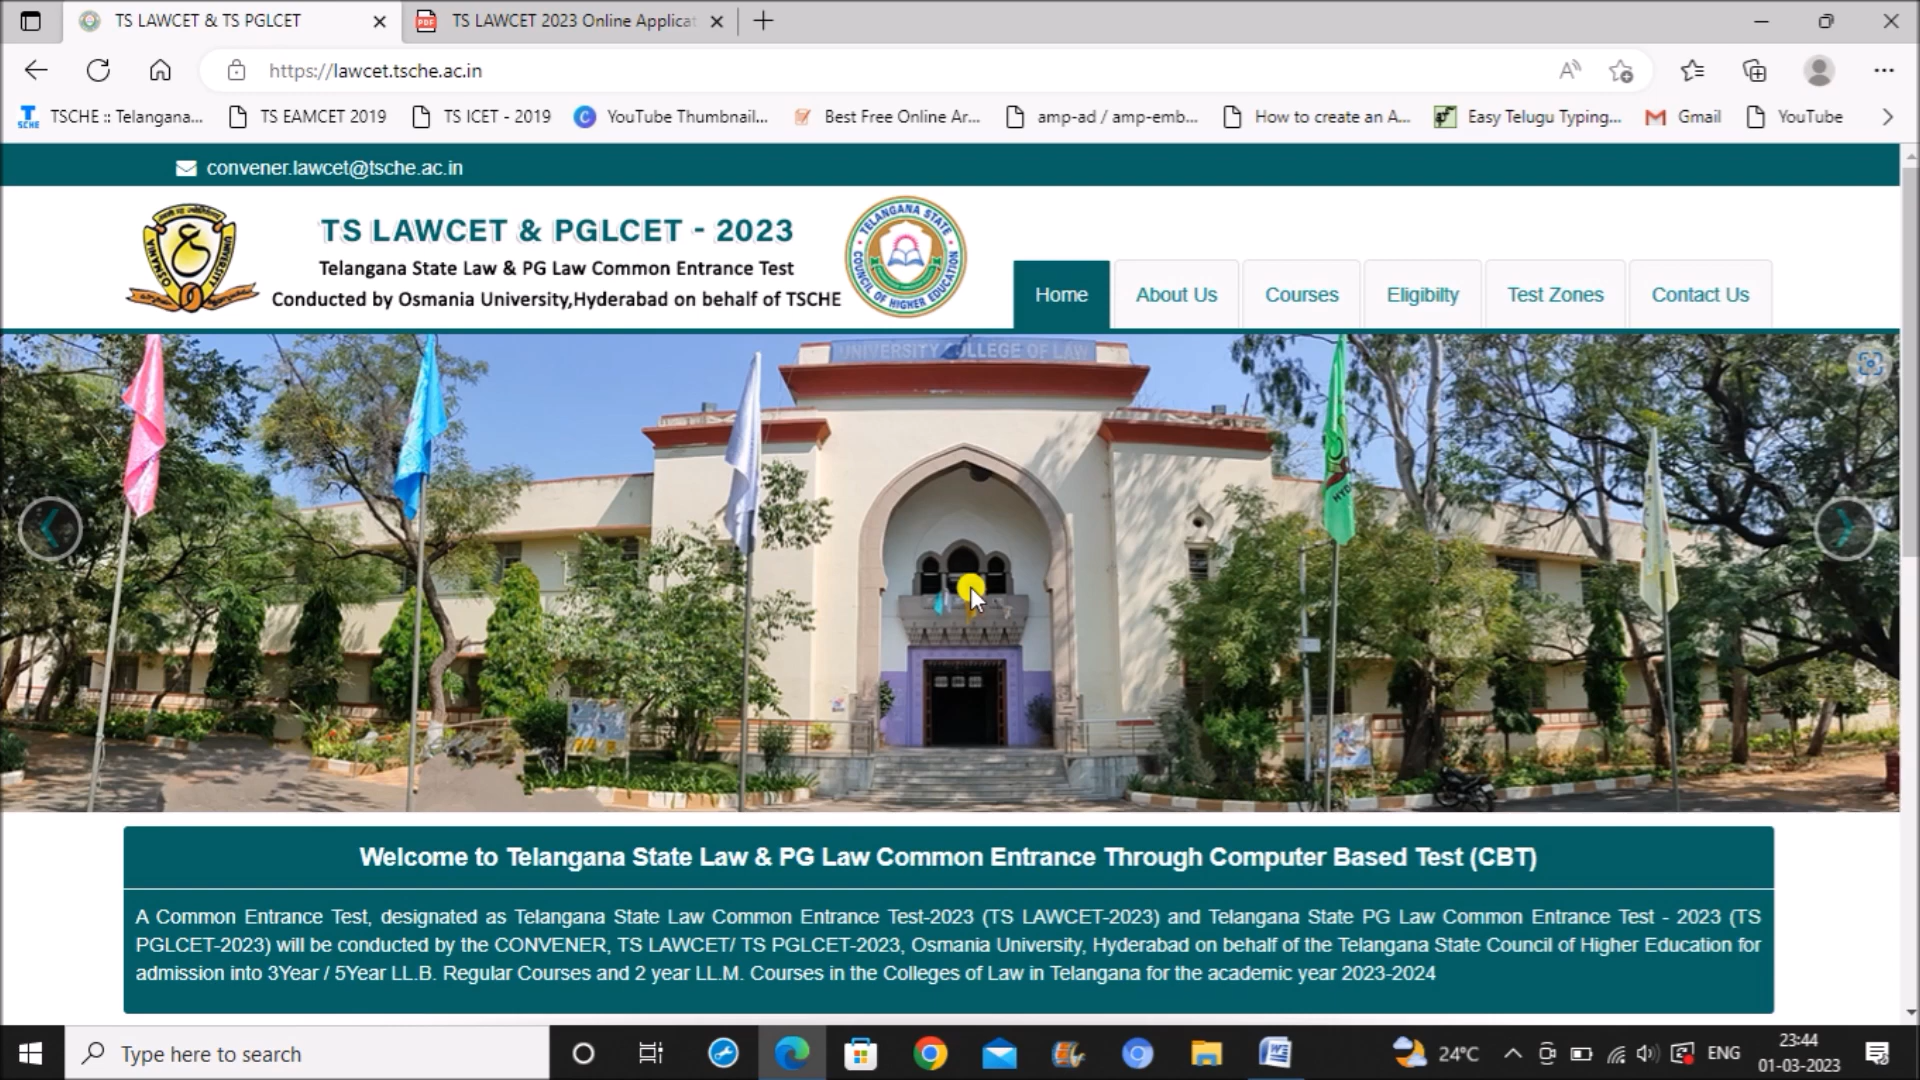 TS LAWCET & TS PGLCET
TS LAWCET 2023 Online Applicat
https://lawcet.tsche.ac.in
TSCHE :: Telangana...
TS EAMCET 2019
TS ICET - 2019
YouTube Thumbnail...
Best Free Online Ar...
amp-ad / amp-emb...
How to create an A...
Easy Telugu Typing...
Gmail
YouTube
convener.lawcet@tsche.ac.in
TS LAWCET & PGLCET - 2023
Telangana State Law & PG Law Common Entrance Test
Conducted by Osmania University,Hyderabad on behalf of TSCHE
TELANGANA STATE
COUNCIL OF HIGHER EDUCATION
Home
About Us
Courses
Eligibilty
Test Zones
Contact Us
UNIVERSITY COLLEGE OF LAW
Welcome to Telangana State Law & PG Law Common Entrance Through Computer Based Test (CBT)
A Common Entrance Test, designated as Telangana State Law Common Entrance Test-2023 (TS LAWCET-2023) and Telangana State PG Law Common Entrance Test - 2023 (TS
PGLCET-2023) will be conducted by the CONVENER, TS LAWCET/ TS PGLCET-2023, Osmania University, Hyderabad on behalf of the Telangana State Council of Higher Education for
admission into 3Year / 5Year LL.B. Regular Courses and 2 year LL.M. Courses in the Colleges of Law in Telangana for the academic year 2023-2024
Type here to search
24°C
ENG
23:44
01-03-2023